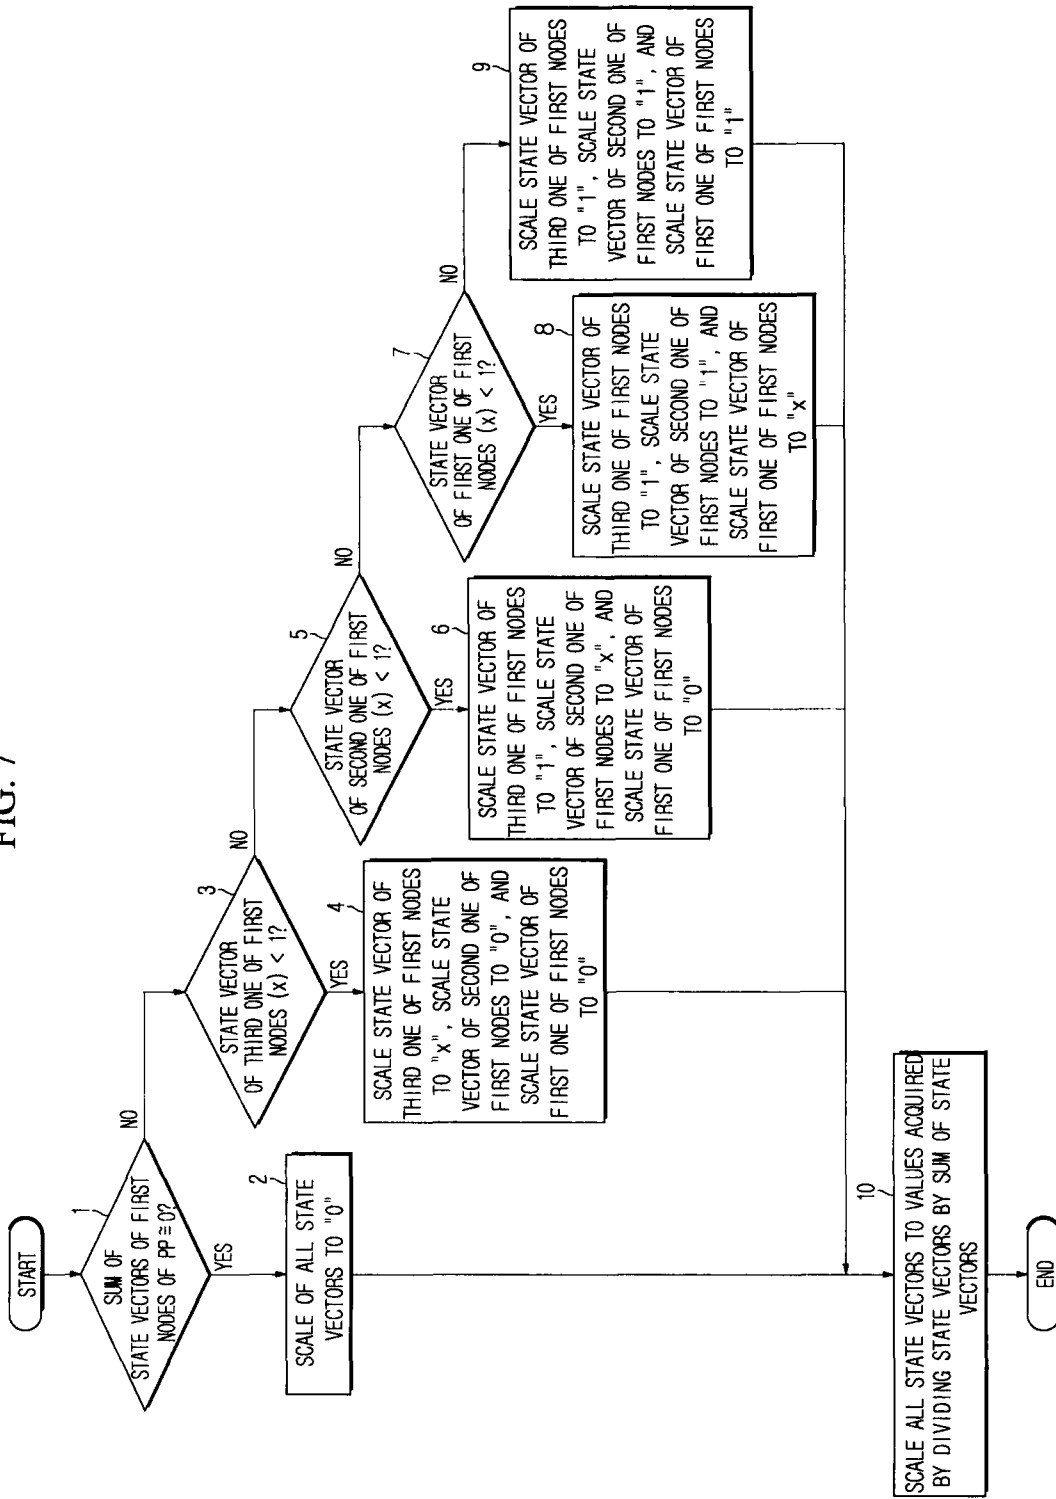 FIG. 7
START
1
SUM OF
STATE VECTORS OF FIRST
NODES OF PP≅0?
NO
YES
2
SCALE OF ALL STATE
VECTORS TO "0"
3
STATE VECTOR
OF THIRD ONE OF FIRST
NODES (x) < 1?
NO
YES
4
SCALE STATE VECTOR OF
THIRD ONE OF FIRST NODES
TO "x", SCALE STATE
VECTOR OF SECOND ONE OF
FIRST NODES TO "0", AND
SCALE STATE VECTOR OF
FIRST ONE OF FIRST NODES
TO "0"
5
STATE VECTOR
OF SECOND ONE OF FIRST
NODES (x) < 1?
NO
YES
6
SCALE STATE VECTOR OF
THIRD ONE OF FIRST NODES
TO "1", SCALE STATE
VECTOR OF SECOND ONE OF
FIRST NODES TO "x", AND
SCALE STATE VECTOR OF
FIRST ONE OF FIRST NODES
TO "0"
7
STATE VECTOR
OF FIRST ONE OF FIRST
NODES (x) < 1?
NO
YES
8
SCALE STATE VECTOR OF
THIRD ONE OF FIRST NODES
TO "1", SCALE STATE
VECTOR OF SECOND ONE OF
FIRST NODES TO "1", AND
SCALE STATE VECTOR OF
FIRST ONE OF FIRST NODES
TO "x"
9
SCALE STATE VECTOR OF
THIRD ONE OF FIRST NODES
TO "1", SCALE STATE
VECTOR OF SECOND ONE OF
FIRST NODES TO "1", AND
SCALE STATE VECTOR OF
FIRST ONE OF FIRST NODES
TO "1"
10
SCALE ALL STATE VECTORS TO VALUES ACQUIRED
BY DIVIDING STATE VECTORS BY SUM OF STATE
VECTORS
END